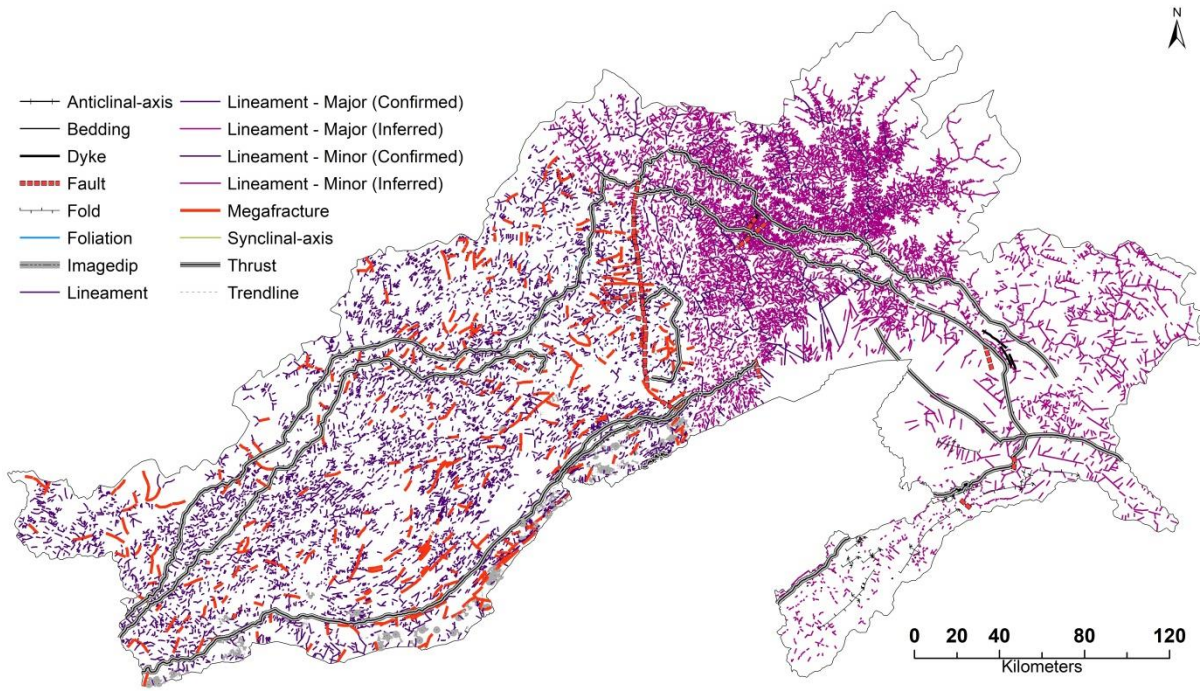 N
Anticlinal-axis
Bedding
Dyke
Fault
Fold
Foliation
Imagedip
Lineament
Lineament - Major (Confirmed)
Lineament - Major (Inferred)
Lineament - Minor (Confirmed)
Lineament - Minor (Inferred)
Megafracture
Synclinal-axis
Thrust
Trendline
0 20 40 80 120
Kilometers